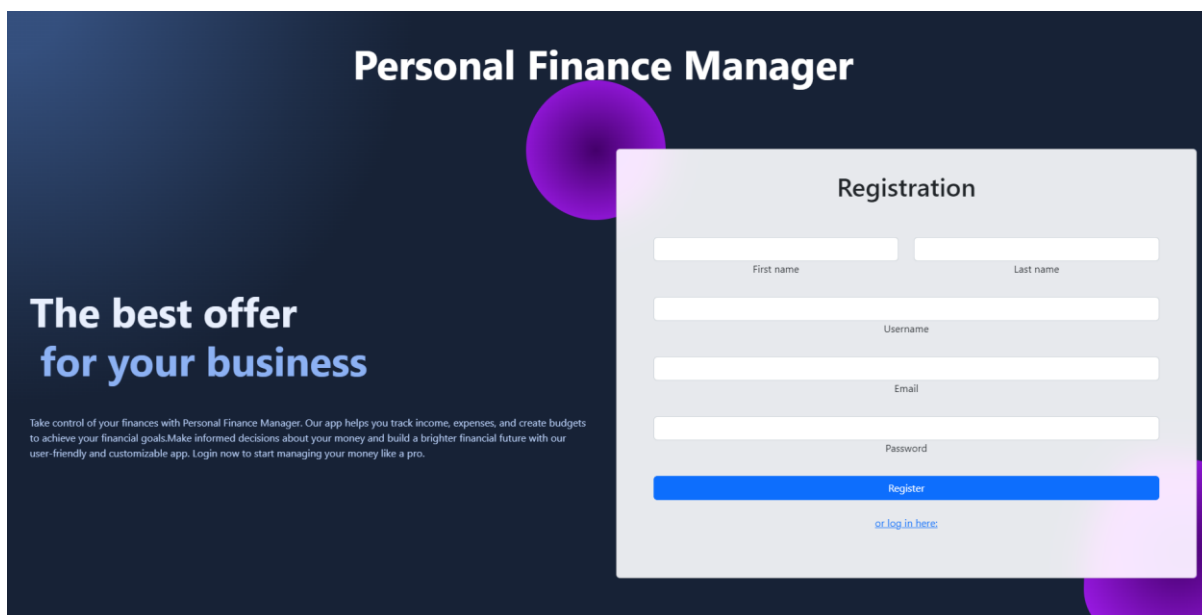 Personal Finance Manager
The best offer
for your business
Take control of your finances with Personal Finance Manager. Our app helps you track income, expenses, and create budgets
to achieve your financial goals.Make informed decisions about your money and build a brighter financial future with our
user-friendly and customizable app. Login now to start managing your money like a pro.
Registration
First name
Last name
Username
Email
Password
Register
or log in here: